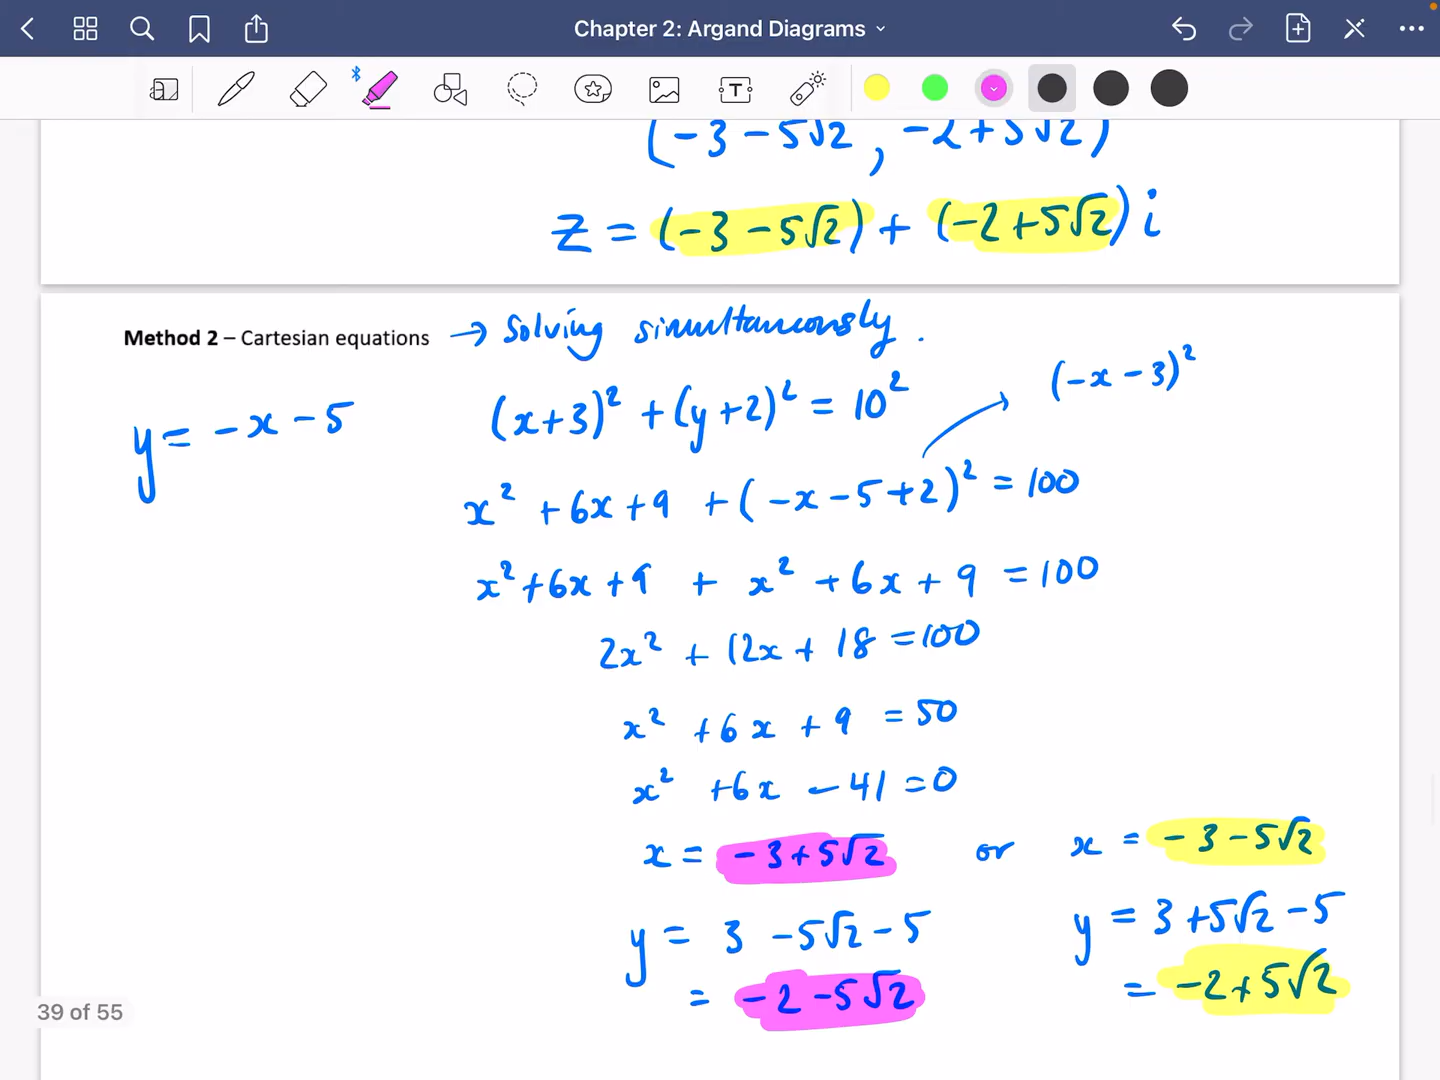 Chapter 2: Argand Diagrams
(-3-5√2, -2+5√2)
z = (-3-5√2) + (-2+5√2)i
Method 2 – Cartesian equations → Solving simultaneously.
y = -x-5
(x+3)² + (y+2)² = 10²
(-x-3)²
x² + 6x + 9 + (-x-5+2)² = 100
x² + 6x + 9 + x² + 6x + 9 = 100
2x² + 12x + 18 = 100
x² + 6x + 9 = 50
x² + 6x - 41 = 0
x = -3+5√2 or x = -3-5√2
y = 3 - 5√2 - 5
= -2-5√2
y = 3+5√2-5
= -2+5√2
39 of 55